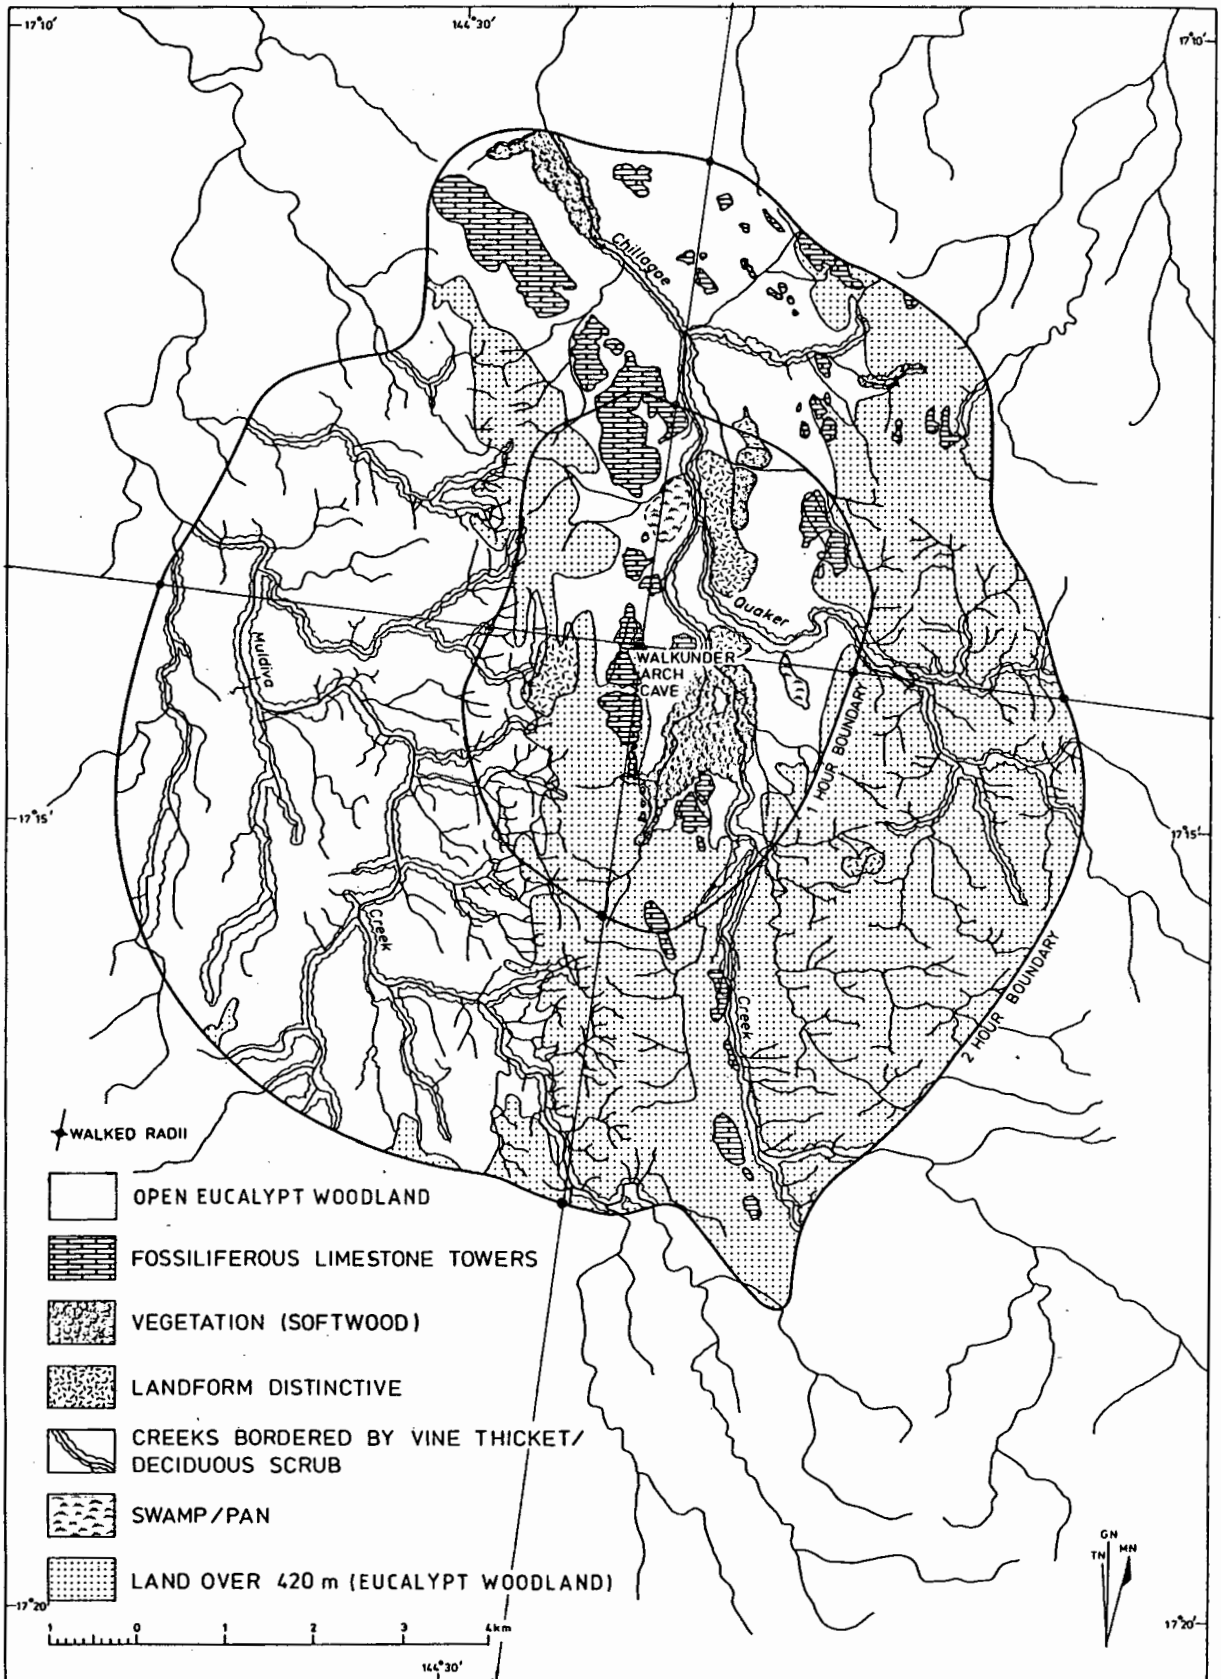 17°10'
144°30'
17°10'
Chillagoe
Quaker
Muldiva
WALKUNDER
ARCH
CAVE
1 HOUR BOUNDARY
17°15'
17°15'
Creek
Creek
2 HOUR BOUNDARY
WALKED RADII
OPEN EUCALYPT WOODLAND
FOSSILIFEROUS LIMESTONE TOWERS
VEGETATION (SOFTWOOD)
LANDFORM DISTINCTIVE
CREEKS BORDERED BY VINE THICKET/
DECIDUOUS SCRUB
SWAMP/PAN
LAND OVER 420 m (EUCALYPT WOODLAND)
GN
TN MN
17°20'
17°20'
1 0 1 2 3 4km
144°30'